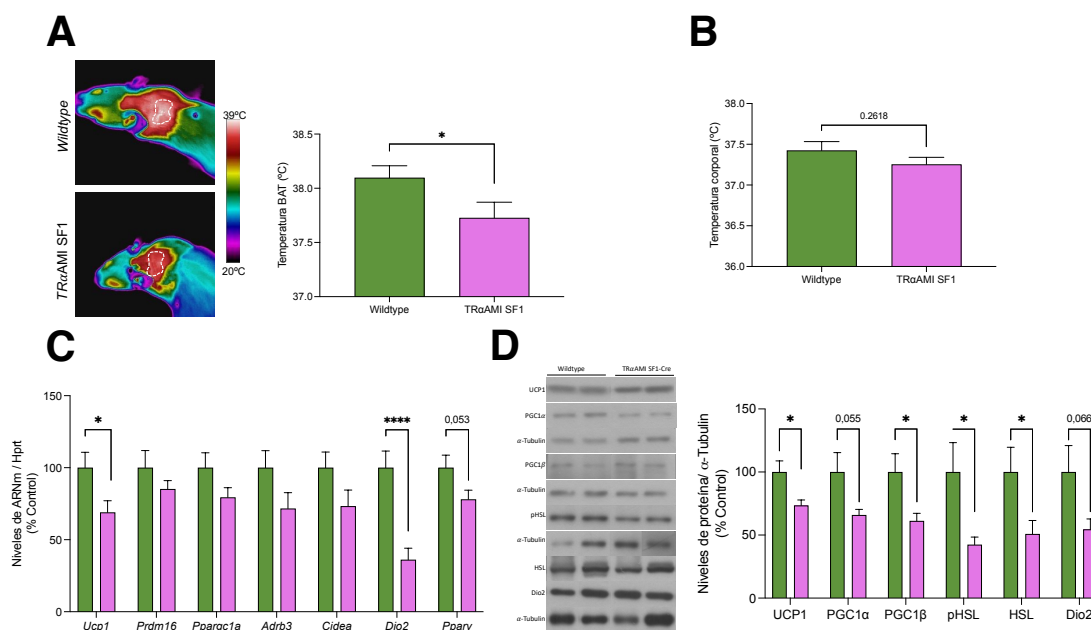 A
Wildtype
TRαAMI SF1
39ºC
20ºC
Temperatura BAT (ºC)
38.5
38.0
37.5
37.0
*
Wildtype
TRαAMI SF1
B
Temperatura corporal (ºC)
38.0
37.5
37.0
36.5
36.0
0.2618
Wildtype
TRαAMI SF1
C
Niveles de ARNm / Hprt
(% Control)
150
100
50
0
*
****
0,053
Ucp1
Prdm16
Ppargc1a
Adrb3
Cidea
Dio2
Pparγ
D
Wildtype
TRαAMI SF1-Cre
UCP1
PGC1α
α-Tubulin
PGC1β
α-Tubulin
pHSL
α-Tubulin
HSL
Dio2
α-Tubulin
Niveles de proteína/ α-Tubulin
(% Control)
150
100
50
0
*
0,055
*
*
*
0,066
UCP1
PGC1α
PGC1β
pHSL
HSL
Dio2